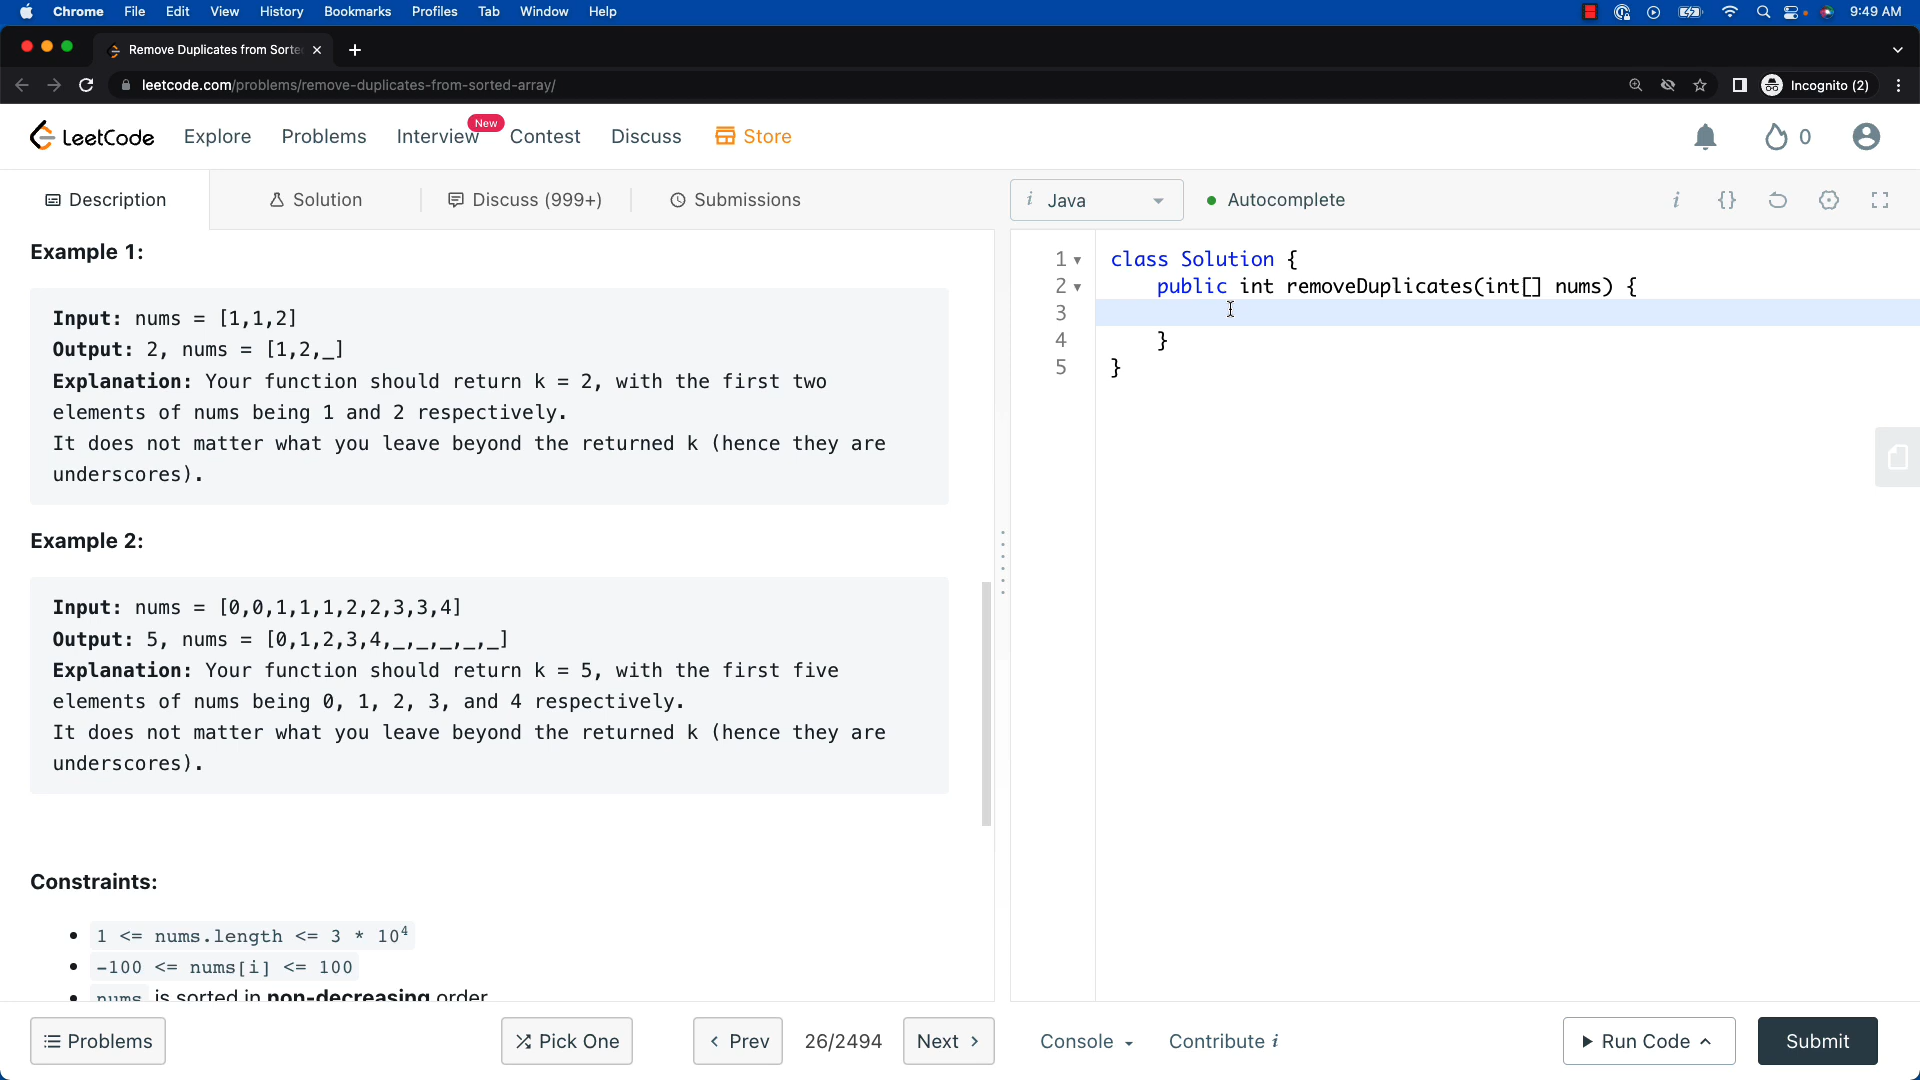 Chrome File Edit View History Bookmarks Profiles Tab Window Help 9:49 AM
Remove Duplicates from Sorte
leetcode.com/problems/remove-duplicates-from-sorted-array/ Incognito (2)
LeetCode Explore Problems Interview New Contest Discuss Store 0
Description Solution Discuss (999+) Submissions
i Java Autocomplete i {}
Example 1:
Input: nums = [1,1,2]
Output: 2, nums = [1,2,_]
Explanation: Your function should return k = 2, with the first two
elements of nums being 1 and 2 respectively.
It does not matter what you leave beyond the returned k (hence they are
underscores).
Example 2:
Input: nums = [0,0,1,1,1,2,2,3,3,4]
Output: 5, nums = [0,1,2,3,4,_,_,_,_,_]
Explanation: Your function should return k = 5, with the first five
elements of nums being 0, 1, 2, 3, and 4 respectively.
It does not matter what you leave beyond the returned k (hence they are
underscores).
Constraints:
1 <= nums.length <= 3 * 10⁴
-100 <= nums[i] <= 100
nums is sorted in non-decreasing order
1 class Solution {
2 public int removeDuplicates(int[] nums) {
3
4 }
5 }
Problems Pick One < Prev 26/2494 Next > Console Contribute i Run Code Submit